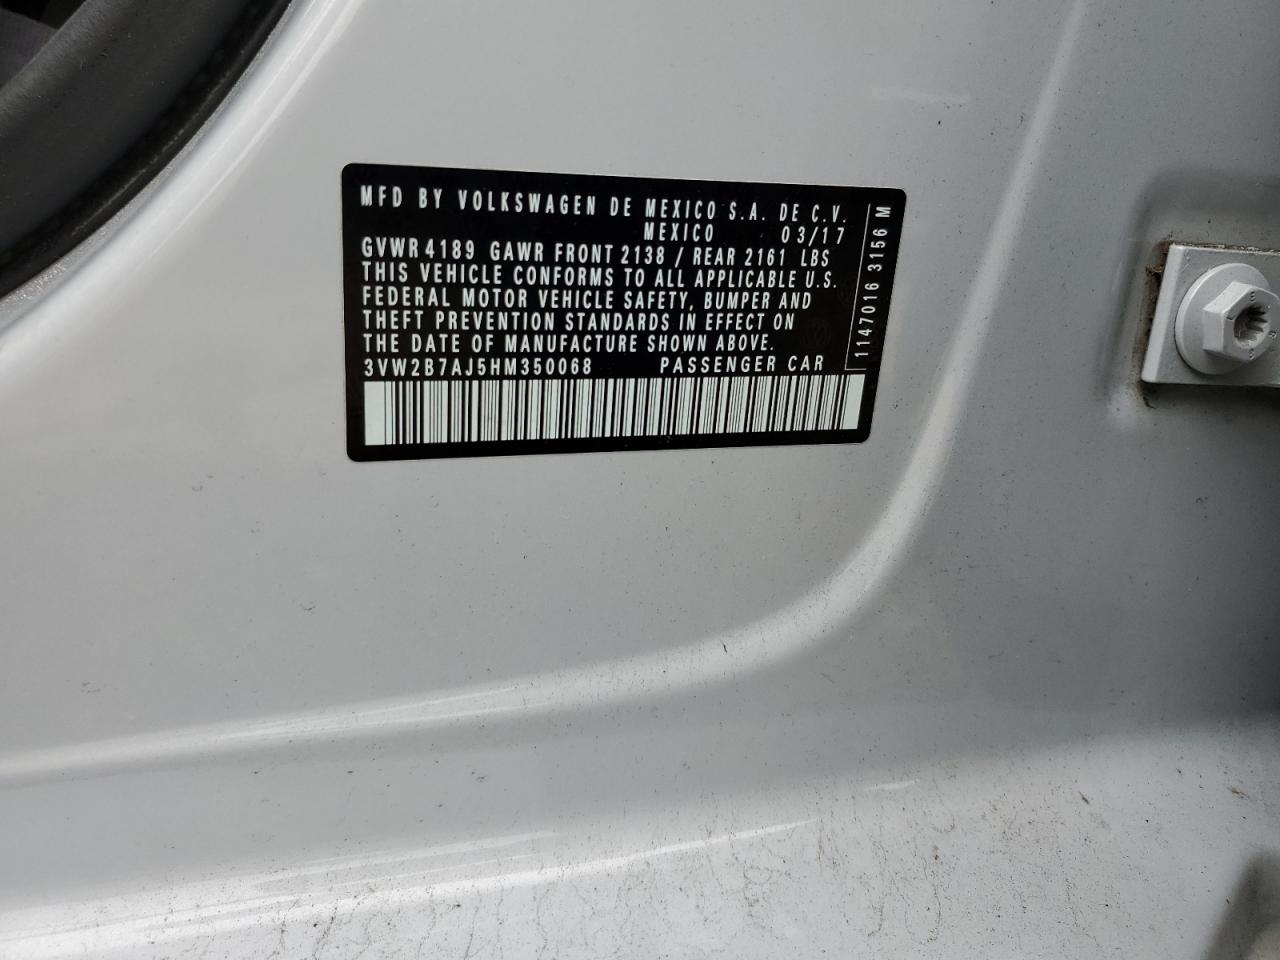 MFD BY VOLKSWAGEN DE MEXICO S.A. DE C.V.
MEXICO 03/17
GVWR 4189 GAWR FRONT 2138 / REAR 2161 LBS
THIS VEHICLE CONFORMS TO ALL APPLICABLE U.S.
FEDERAL MOTOR VEHICLE SAFETY, BUMPER AND
THEFT PREVENTION STANDARDS IN EFFECT ON
THE DATE OF MANUFACTURE SHOWN ABOVE.
3VW2B7AJ5HM350068 PASSENGER CAR
1147016 3156 M